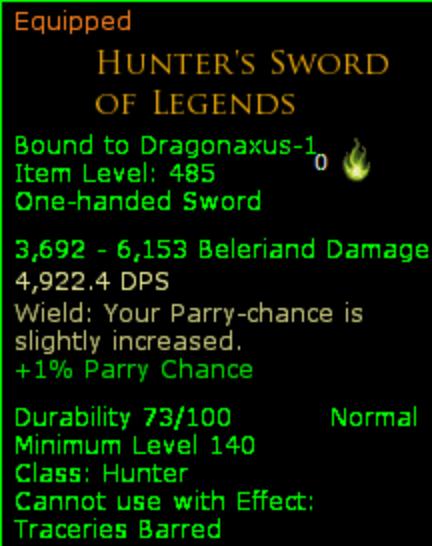 Equipped
Hunter's Sword
of Legends
Bound to Dragonaxus-1
0
Item Level: 485
One-handed Sword
3,692 - 6,153 Beleriand Damage
4,922.4 DPS
Wield: Your Parry-chance is
slightly increased.
+1% Parry Chance
Durability 73/100 Normal
Minimum Level 140
Class: Hunter
Cannot use with Effect:
Traceries Barred